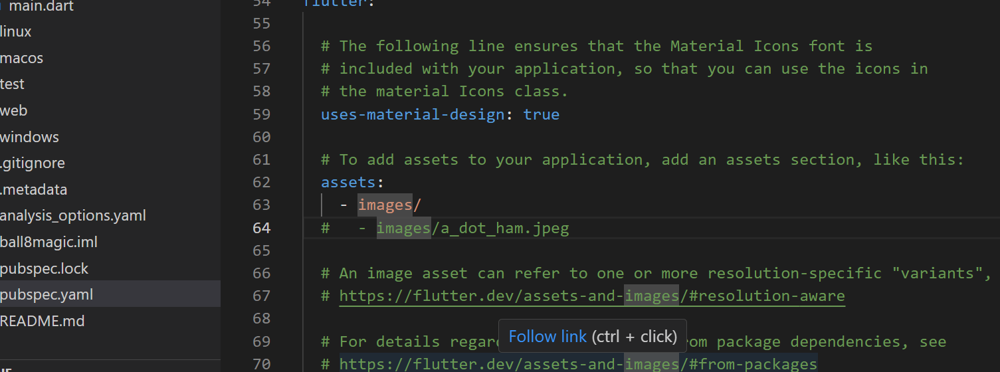 main.dart
linux
macos
test
web
windows
.gitignore
.metadata
analysis_options.yaml
ball8magic.iml
pubspec.lock
pubspec.yaml
README.md
54 flutter:
55
56 # The following line ensures that the Material Icons font is
57 # included with your application, so that you can use the icons in
58 # the material Icons class.
59 uses-material-design: true
60
61 # To add assets to your application, add an assets section, like this:
62 assets:
63 - images/
64 # - images/a_dot_ham.jpeg
65
66 # An image asset can refer to one or more resolution-specific "variants",
67 # https://flutter.dev/assets-and-images/#resolution-aware
68
Follow link (ctrl + click)
69 # For details package dependencies, see
70 # https://flutter.dev/assets-and-images/#from-packages